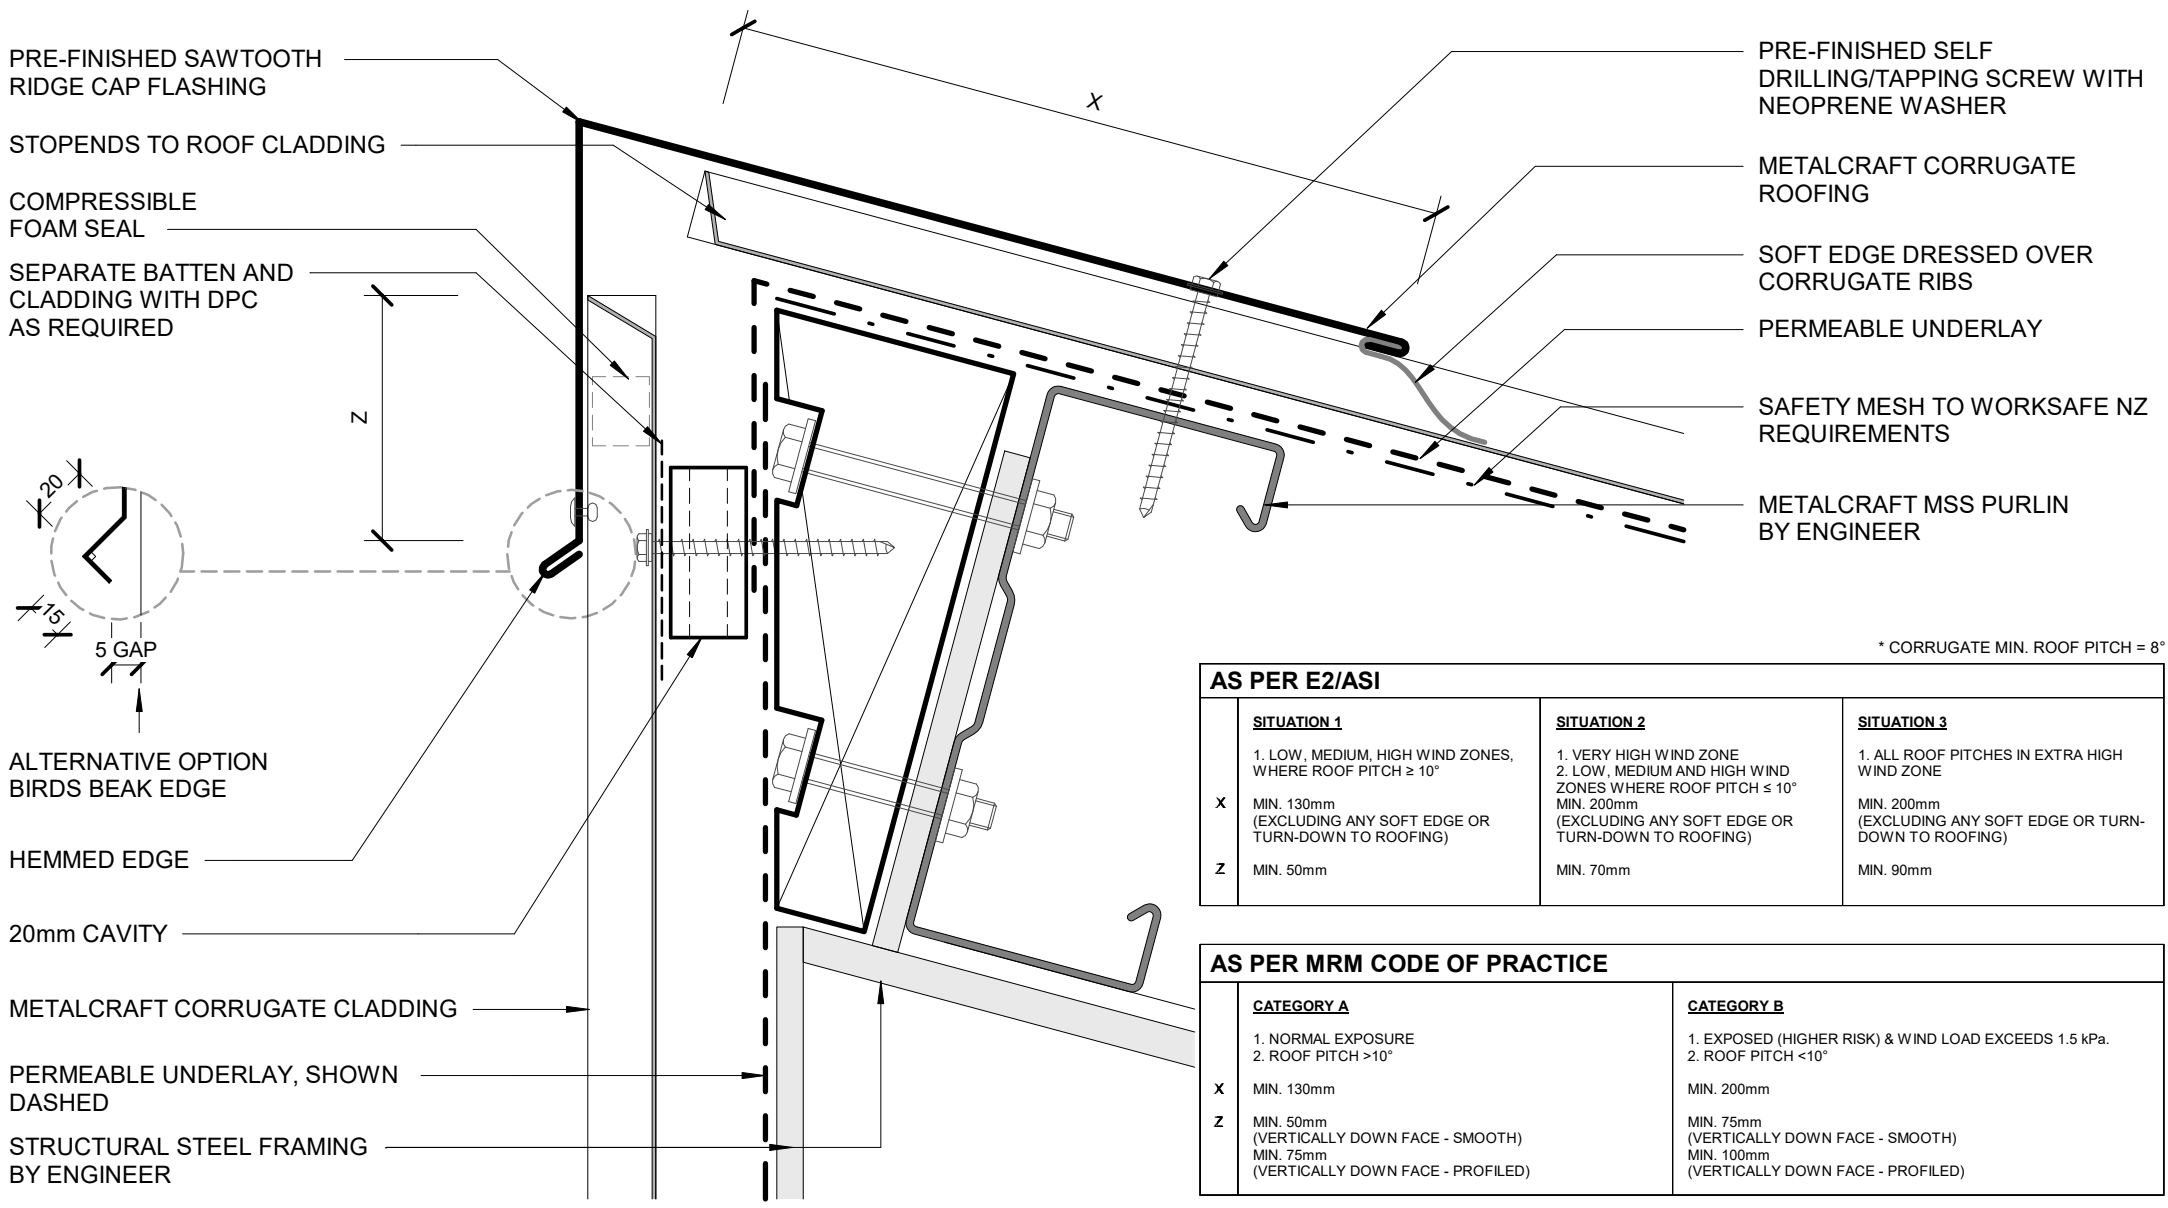 PRE-FINISHED SAWTOOTH
RIDGE CAP FLASHING
STOPENDS TO ROOF CLADDING
COMPRESSIBLE
FOAM SEAL
SEPARATE BATTEN AND
CLADDING WITH DPC
AS REQUIRED
Z
20
15
5 GAP
ALTERNATIVE OPTION
BIRDS BEAK EDGE
HEMMED EDGE
20mm CAVITY
METALCRAFT CORRUGATE CLADDING
PERMEABLE UNDERLAY, SHOWN
DASHED
STRUCTURAL STEEL FRAMING
BY ENGINEER
X
PRE-FINISHED SELF
DRILLING/TAPPING SCREW WITH
NEOPRENE WASHER
METALCRAFT CORRUGATE
ROOFING
SOFT EDGE DRESSED OVER
CORRUGATE RIBS
PERMEABLE UNDERLAY
SAFETY MESH TO WORKSAFE NZ
REQUIREMENTS
METALCRAFT MSS PURLIN
BY ENGINEER
* CORRUGATE MIN. ROOF PITCH = 8°
AS PER E2/ASI
SITUATION 1
1. LOW, MEDIUM, HIGH WIND ZONES,
WHERE ROOF PITCH ≥ 10°
X
MIN. 130mm
(EXCLUDING ANY SOFT EDGE OR
TURN-DOWN TO ROOFING)
Z
MIN. 50mm
SITUATION 2
1. VERY HIGH WIND ZONE
2. LOW, MEDIUM AND HIGH WIND
ZONES WHERE ROOF PITCH ≤ 10°
MIN. 200mm
(EXCLUDING ANY SOFT EDGE OR
TURN-DOWN TO ROOFING)
MIN. 70mm
SITUATION 3
1. ALL ROOF PITCHES IN EXTRA HIGH
WIND ZONE
MIN. 200mm
(EXCLUDING ANY SOFT EDGE OR TURN-
DOWN TO ROOFING)
MIN. 90mm
AS PER MRM CODE OF PRACTICE
CATEGORY A
1. NORMAL EXPOSURE
2. ROOF PITCH >10°
X
MIN. 130mm
Z
MIN. 50mm
(VERTICALLY DOWN FACE - SMOOTH)
MIN. 75mm
(VERTICALLY DOWN FACE - PROFILED)
CATEGORY B
1. EXPOSED (HIGHER RISK) & WIND LOAD EXCEEDS 1.5 kPa.
2. ROOF PITCH <10°
MIN. 200mm
MIN. 75mm
(VERTICALLY DOWN FACE - SMOOTH)
MIN. 100mm
(VERTICALLY DOWN FACE - PROFILED)